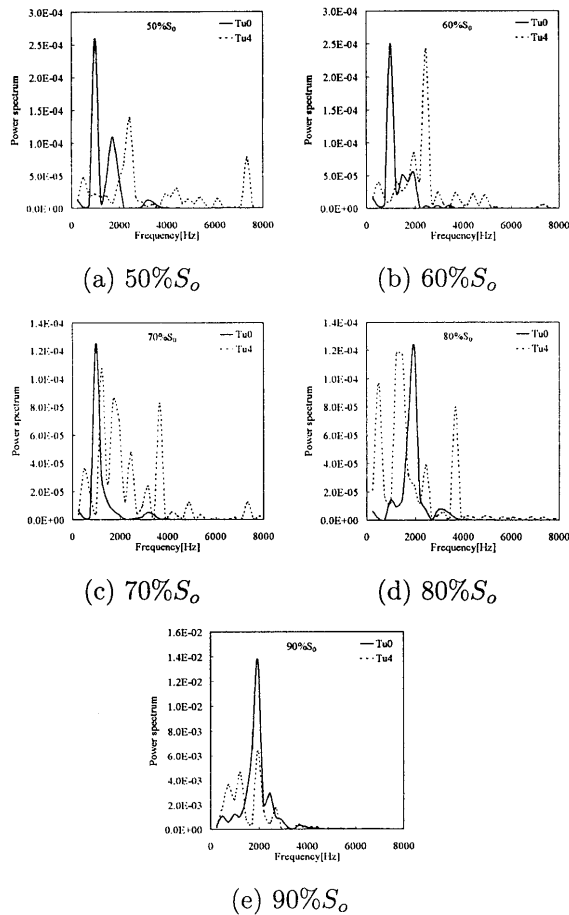 3.0E-04
2.5E-04
2.0E-04
1.5E-04
1.0E-04
5.0E-05
0.0E+00
Power spectrum
50%S₀
Tu0
Tu4
0 2000 4000 6000 8000
Frequency[Hz]
(a) 50%Sₒ
3.0E-04
2.5E-04
2.0E-04
1.5E-04
1.0E-04
5.0E-05
0.0E+00
Power spectrum
60%S₀
Tu0
Tu4
0 2000 4000 6000 8000
Frequency[Hz]
(b) 60%Sₒ
1.4E-04
1.2E-04
1.0E-04
8.0E-05
6.0E-05
4.0E-05
2.0E-05
0.0E+00
Power spectrum
70%S₀
Tu0
Tu4
0 2000 4000 6000 8000
Frequency[Hz]
(c) 70%Sₒ
1.4E-04
1.2E-04
1.0E-04
8.0E-05
6.0E-05
4.0E-05
2.0E-05
0.0E+00
Power spectrum
80%S₀
Tu0
Tu4
0 2000 4000 6000 8000
Frequency[Hz]
(d) 80%Sₒ
1.6E-02
1.4E-02
1.2E-02
1.0E-02
8.0E-03
6.0E-03
4.0E-03
2.0E-03
0.0E+00
Power spectrum
90%S₀
Tu0
Tu4
0 2000 4000 6000 8000
Frequency[Hz]
(e) 90%Sₒ